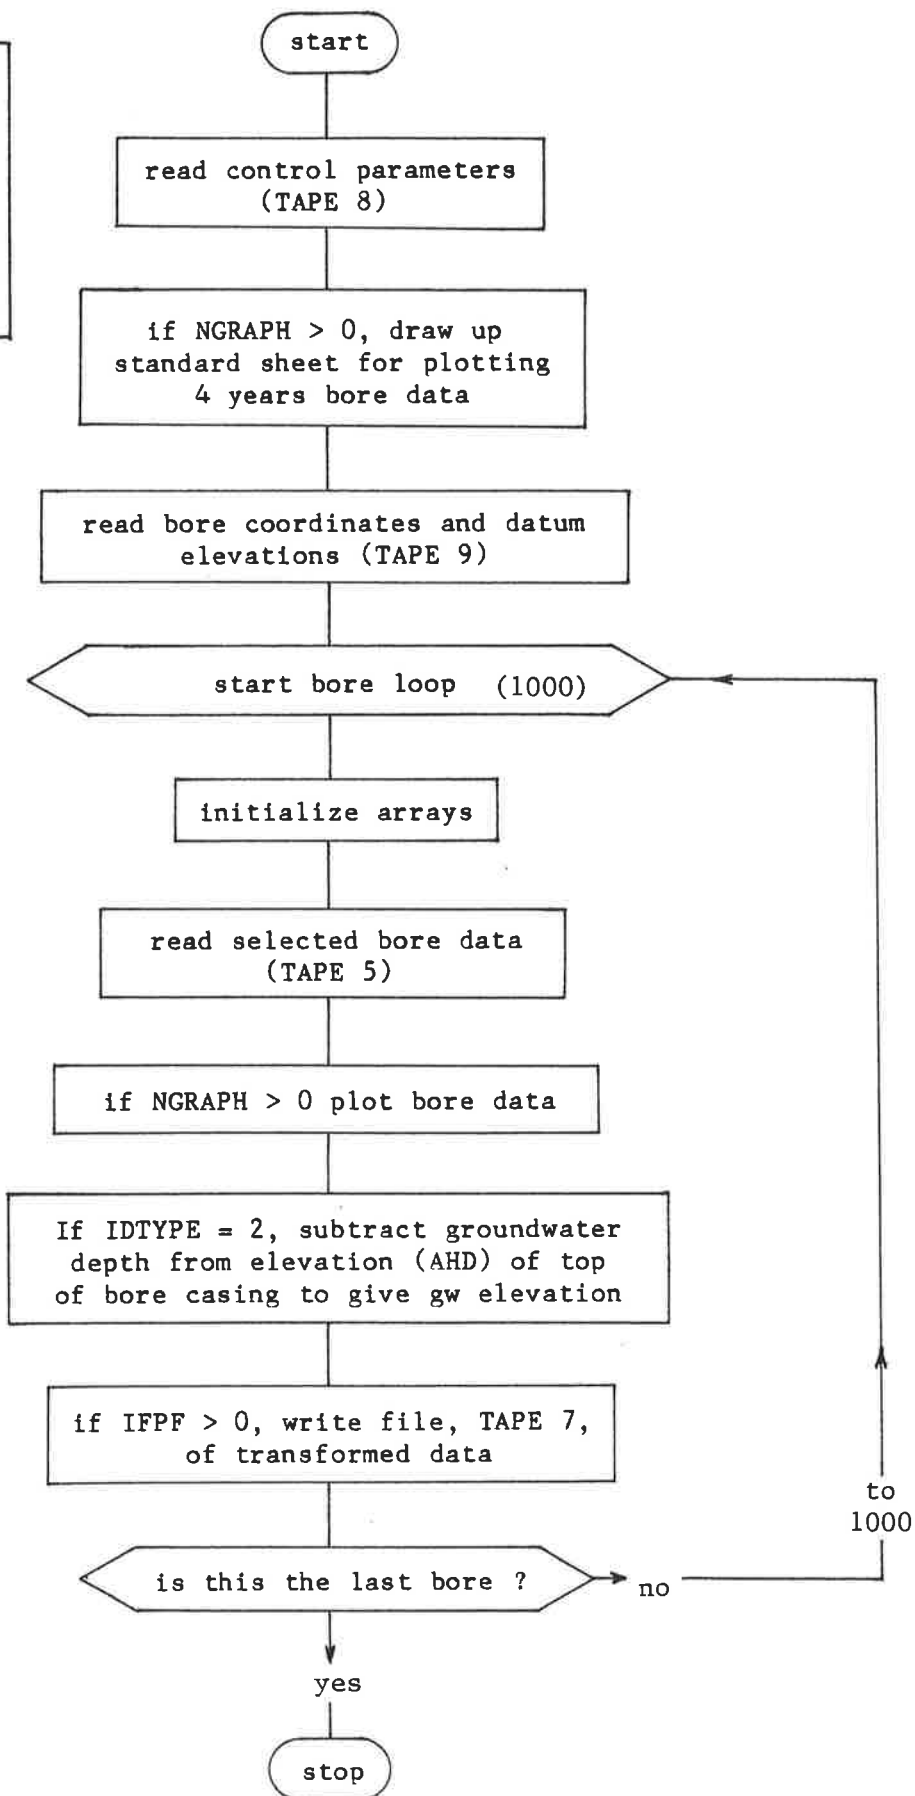 start
read control parameters
(TAPE 8)
if NGRAPH > 0, draw up
standard sheet for plotting
4 years bore data
read bore coordinates and datum
elevations (TAPE 9)
start bore loop (1000)
initialize arrays
read selected bore data
(TAPE 5)
if NGRAPH > 0 plot bore data
If IDTYPE = 2, subtract groundwater
depth from elevation (AHD) of top
of bore casing to give gw elevation
if IFPF > 0, write file, TAPE 7,
of transformed data
to
1000
is this the last bore ?
no
yes
stop